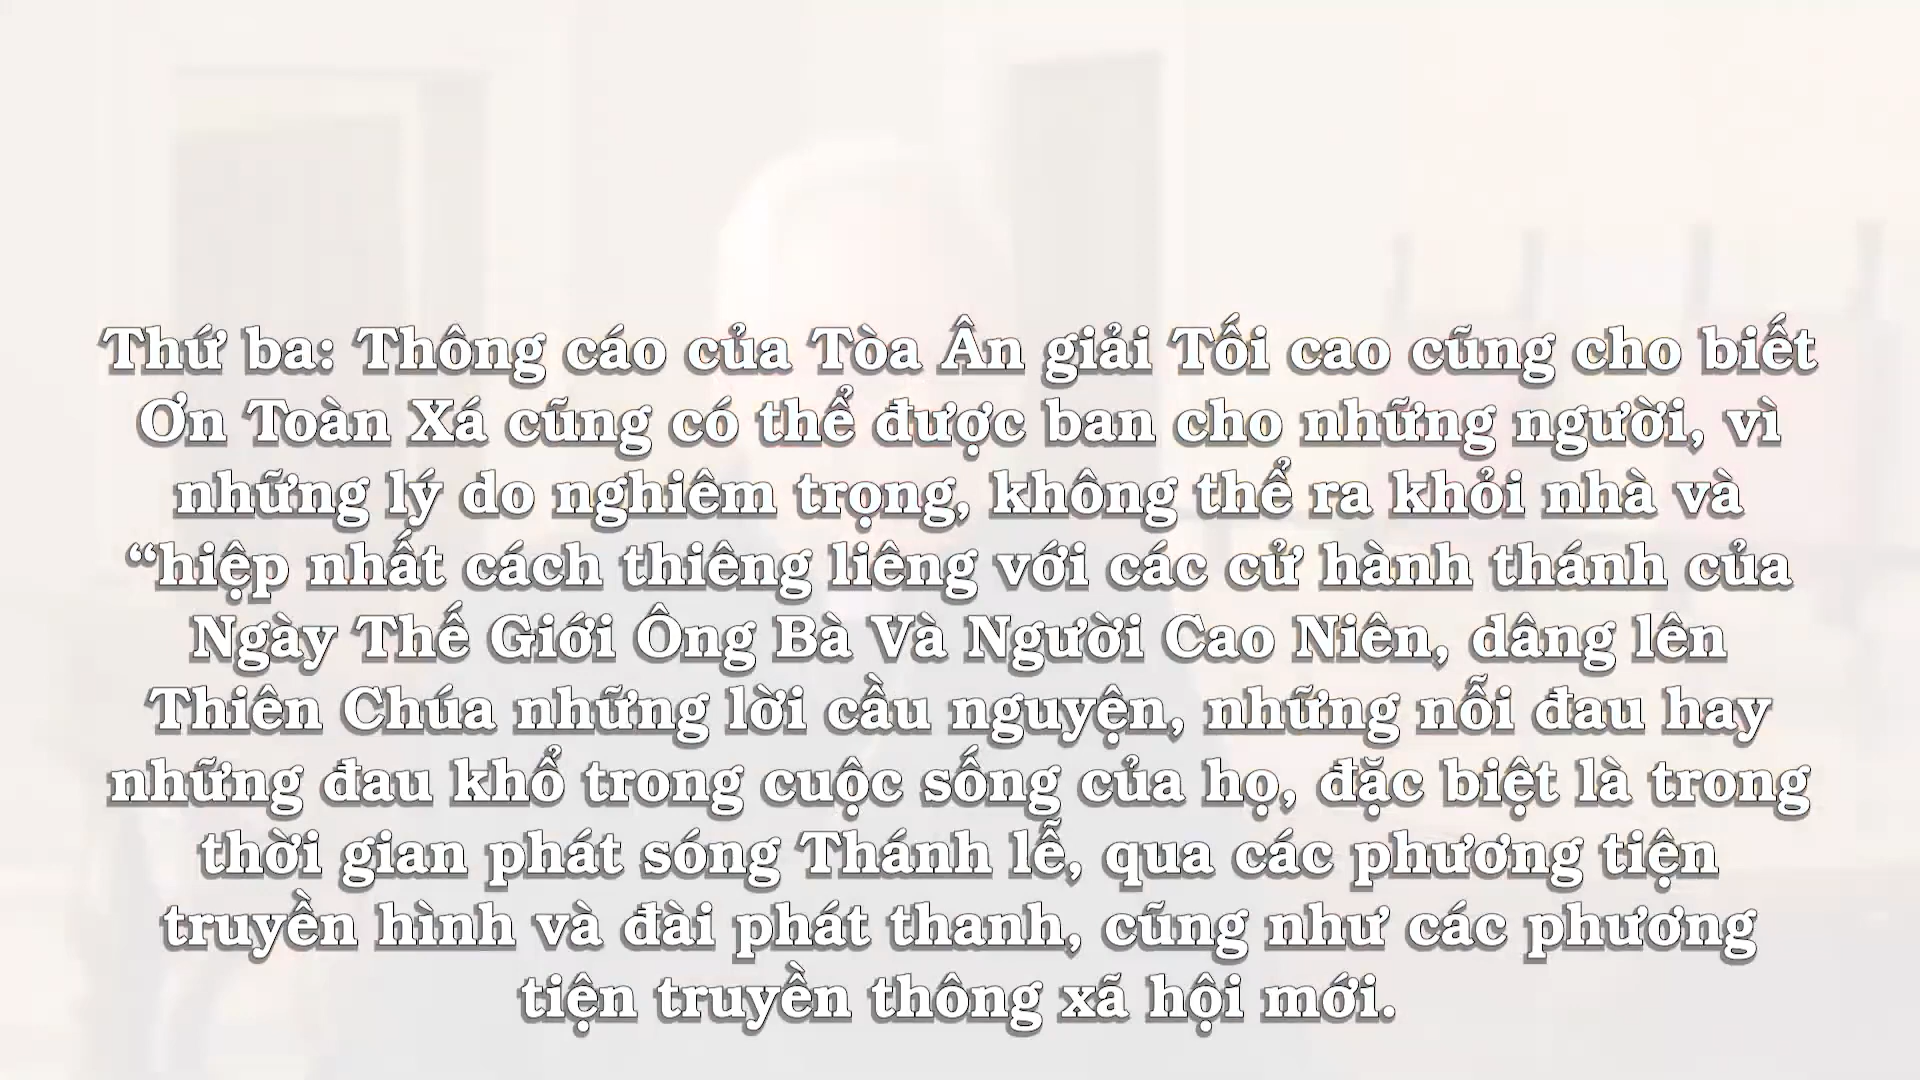 Thứ ba: Thông cáo của Tòa Ân giải Tối cao cũng cho biết
Ơn Toàn Xá cũng có thể được ban cho những người, vì
những lý do nghiêm trọng, không thể ra khỏi nhà và
“hiệp nhất cách thiêng liêng với các cử hành thánh của
Ngày Thế Giới Ông Bà Và Người Cao Niên, dâng lên
Thiên Chúa những lời cầu nguyện, những nỗi đau hay
những đau khổ trong cuộc sống của họ, đặc biệt là trong
thời gian phát sóng Thánh lễ, qua các phương tiện
truyền hình và đài phát thanh, cũng như các phương
tiện truyền thông xã hội mới.